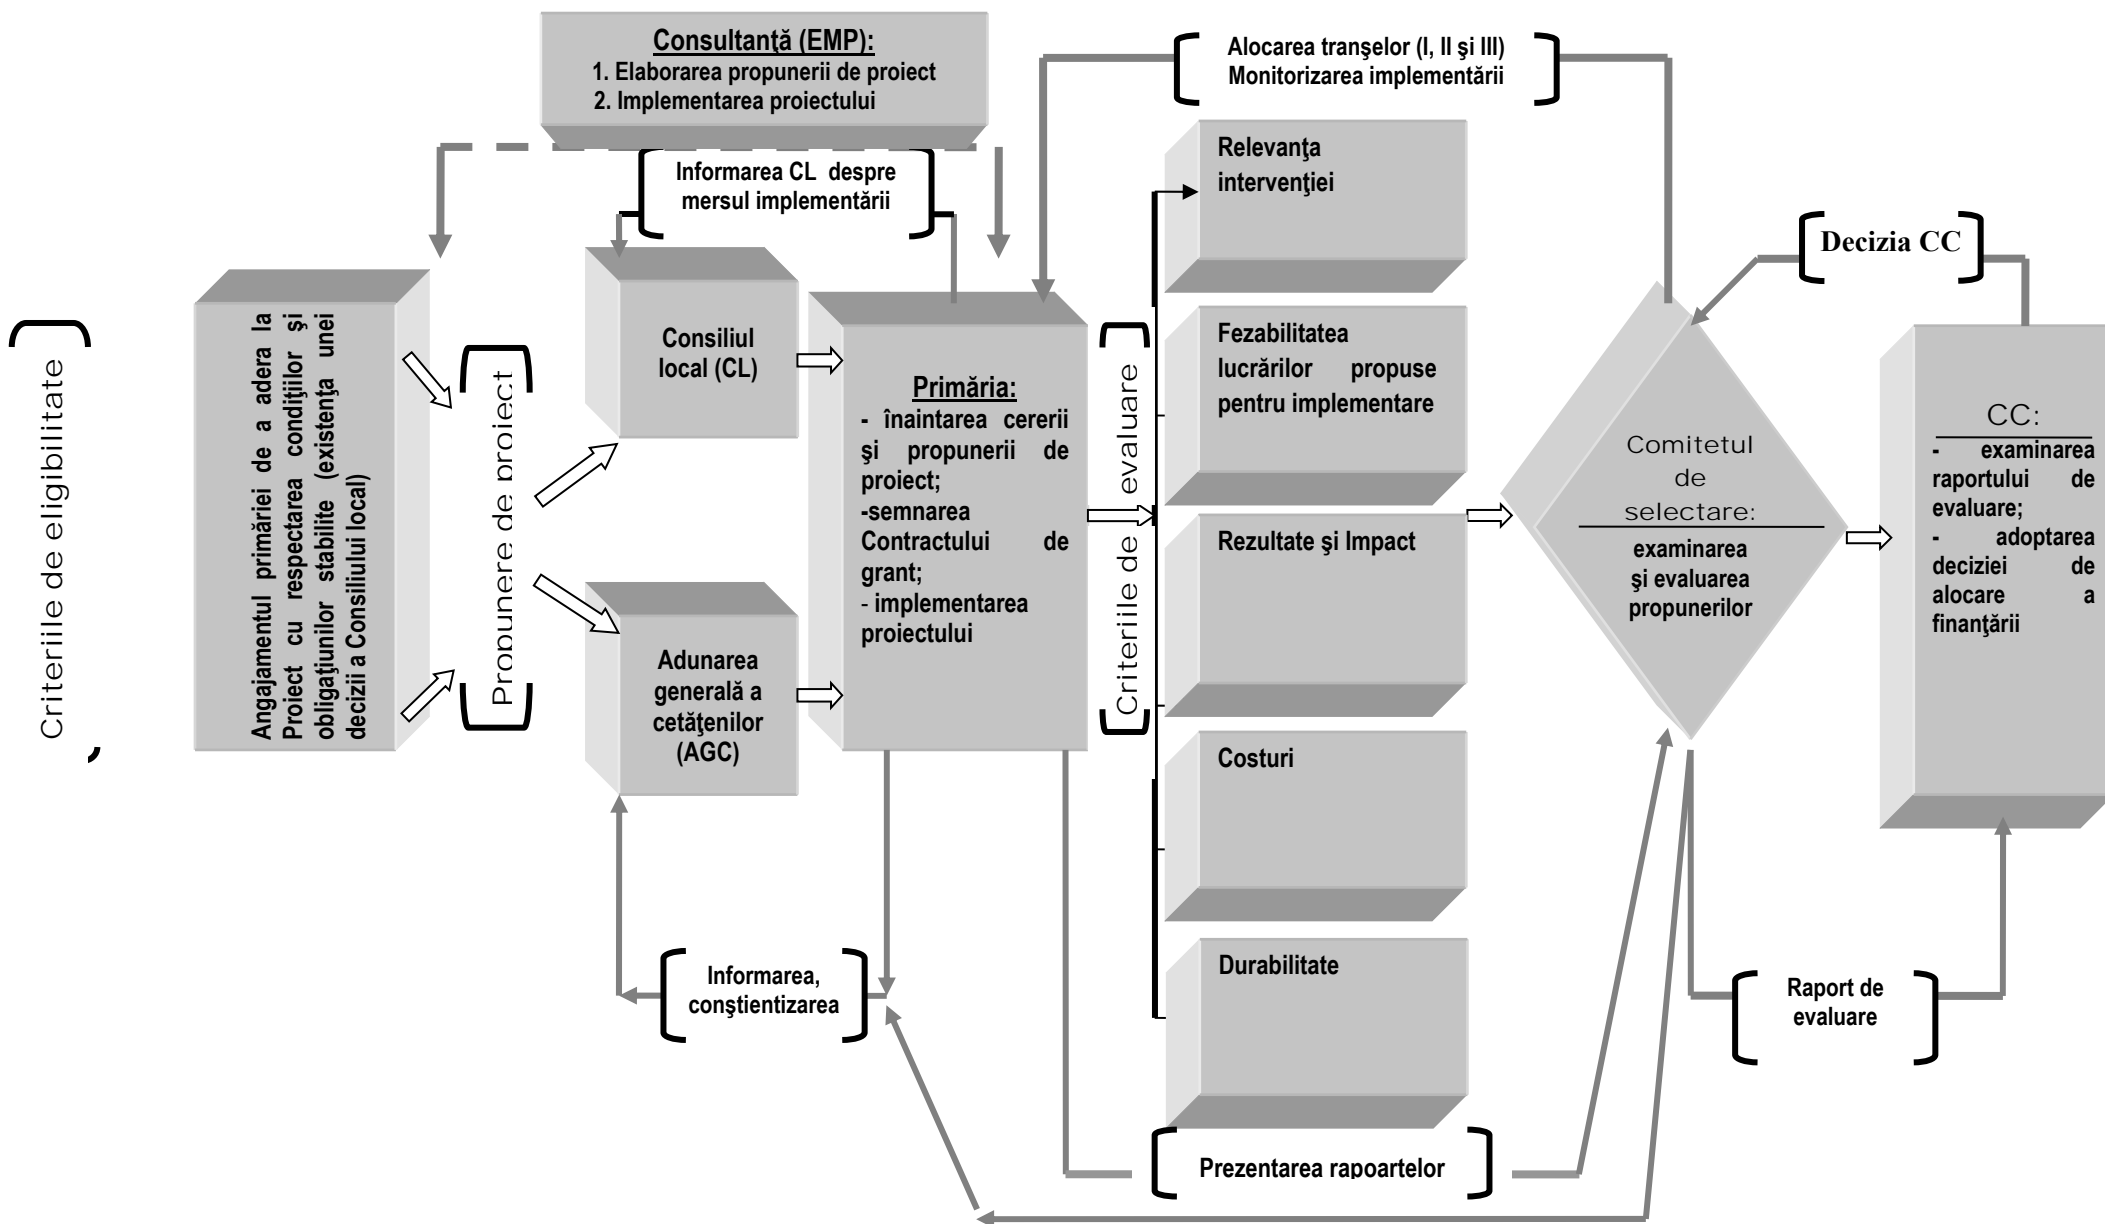 Consultanţă (EMP):
1. Elaborarea propunerii de proiect
2. Implementarea proiectului
Alocarea tranşelor (I, II şi III)
Monitorizarea implementării
Informarea CL despre
mersul implementării
Criteriile de eligibilitate
,
Angajamentul primăriei de a adera la
Proiect cu respectarea condiţiilor şi
obligaţiunilor stabilite (existenţa unei
decizii a Consiliului local)
Propunere de proiect
Consiliul
local (CL)
Adunarea
generală a
cetăţenilor
(AGC)
Primăria:
- înaintarea cererii
şi propunerii de
proiect;
-semnarea
Contractului de
grant;
- implementarea
proiectului
Criteriile de evaluare
Relevanţa
intervenţiei
Fezabilitatea
lucrărilor propuse
pentru implementare
Rezultate şi Impact
Costuri
Durabilitate
Comitetul
de
selectare:
examinarea
şi evaluarea
propunerilor
Decizia CC
CC:
- examinarea
raportului de
evaluare;
- adoptarea
deciziei de
alocare a
finanţării
Informarea,
conştientizarea
Raport de
evaluare
Prezentarea rapoartelor